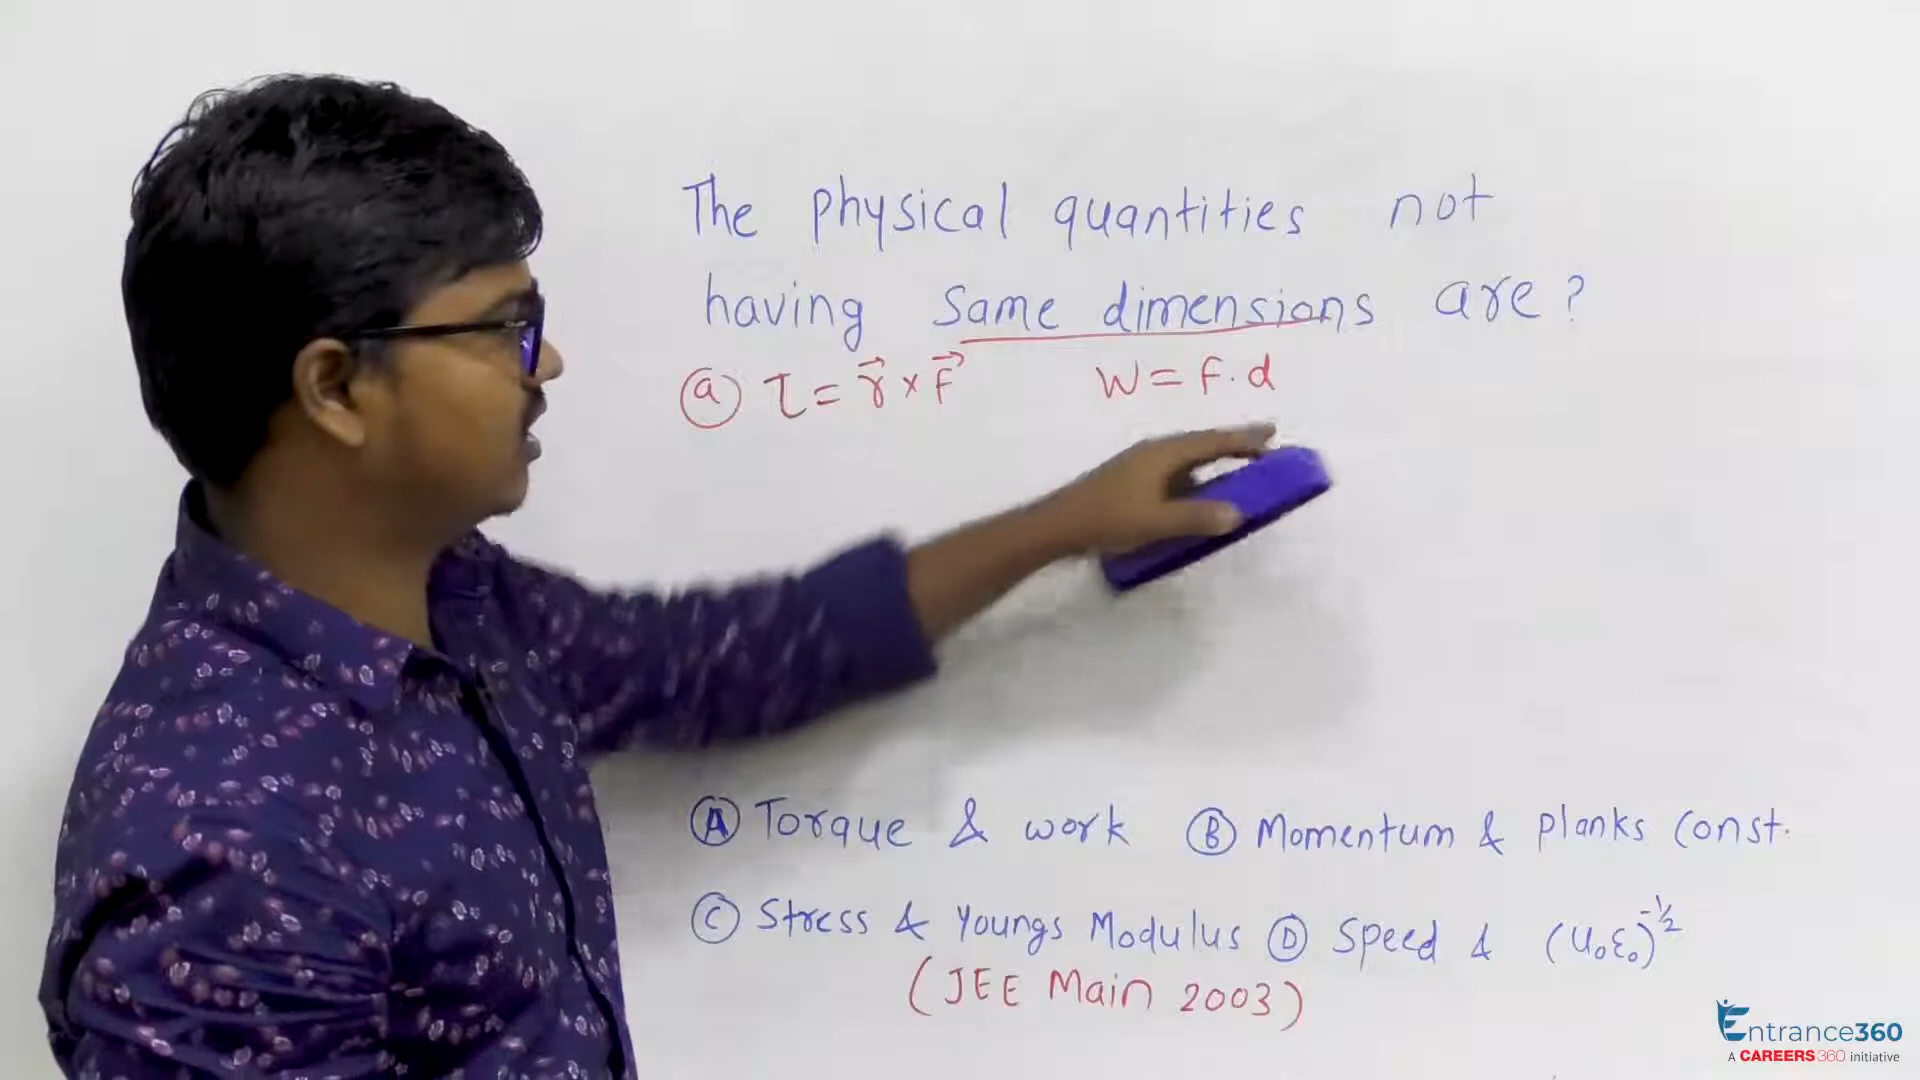 The physical quantities not
having same dimensions are?
(a) τ = r⃗ × F⃗ W = F. d
(A) Torque & work (B) Momentum & planks const.
(C) Stress & Youngs Modulus (D) Speed & (u₀ε₀)^-1/2
(JEE Main 2003)
Entrance360
A CAREERS360 initiative